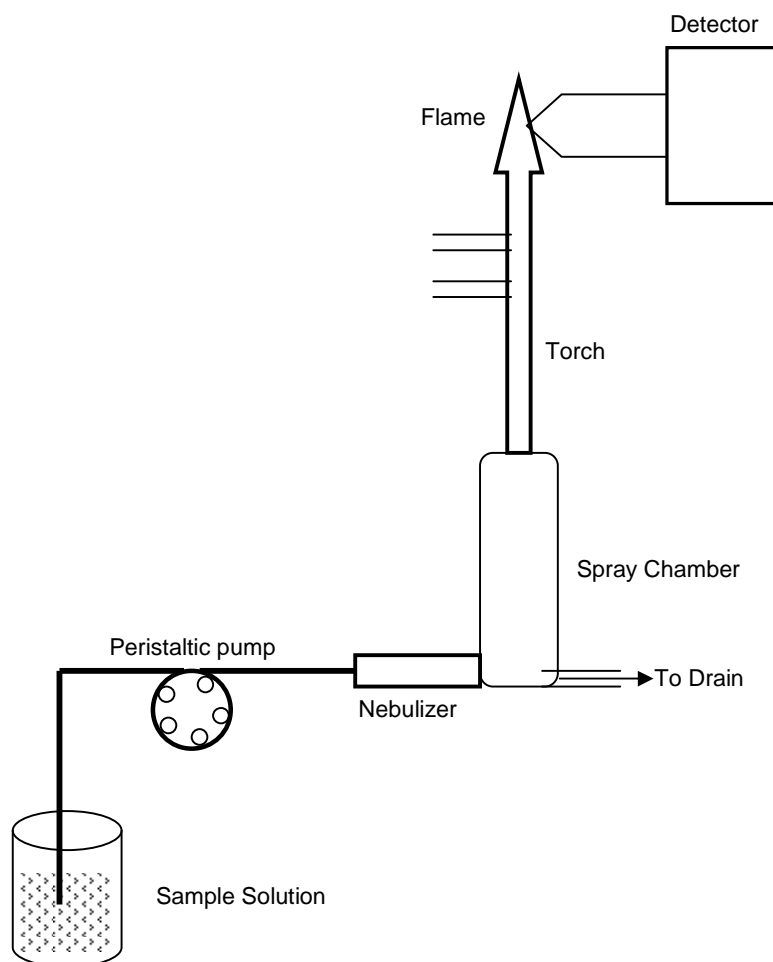 Detector
Flame
Torch
Spray Chamber
Peristaltic pump
To Drain
Nebulizer
Sample Solution